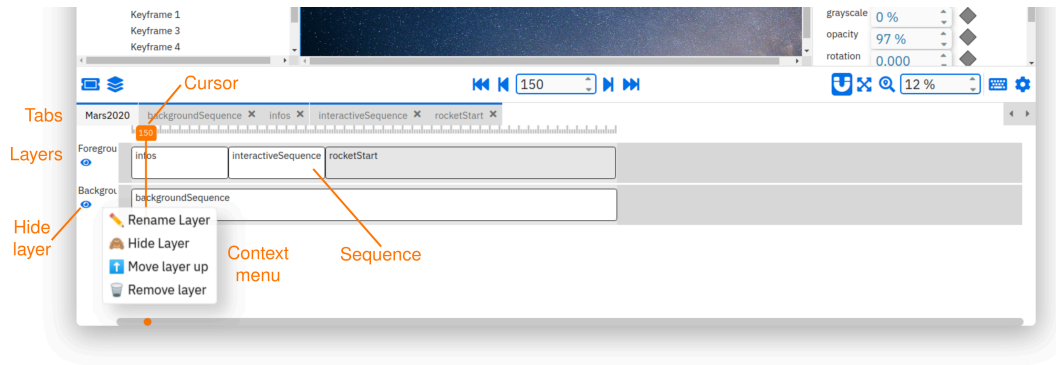 Keyframe 1
Keyframe 3
Keyframe 4
grayscale 0 %
opacity 97 %
rotation 0.000
Cursor
150
12 %
Tabs
Mars2020 backgroundSequence × infos × interactiveSequence × rocketStart ×
150
Layers
Foregrou
infos interactiveSequence rocketStart
Backgrou
backgroundSequence
Hide
layer
Rename Layer
Hide Layer
Move layer up
Remove layer
Context
menu
Sequence